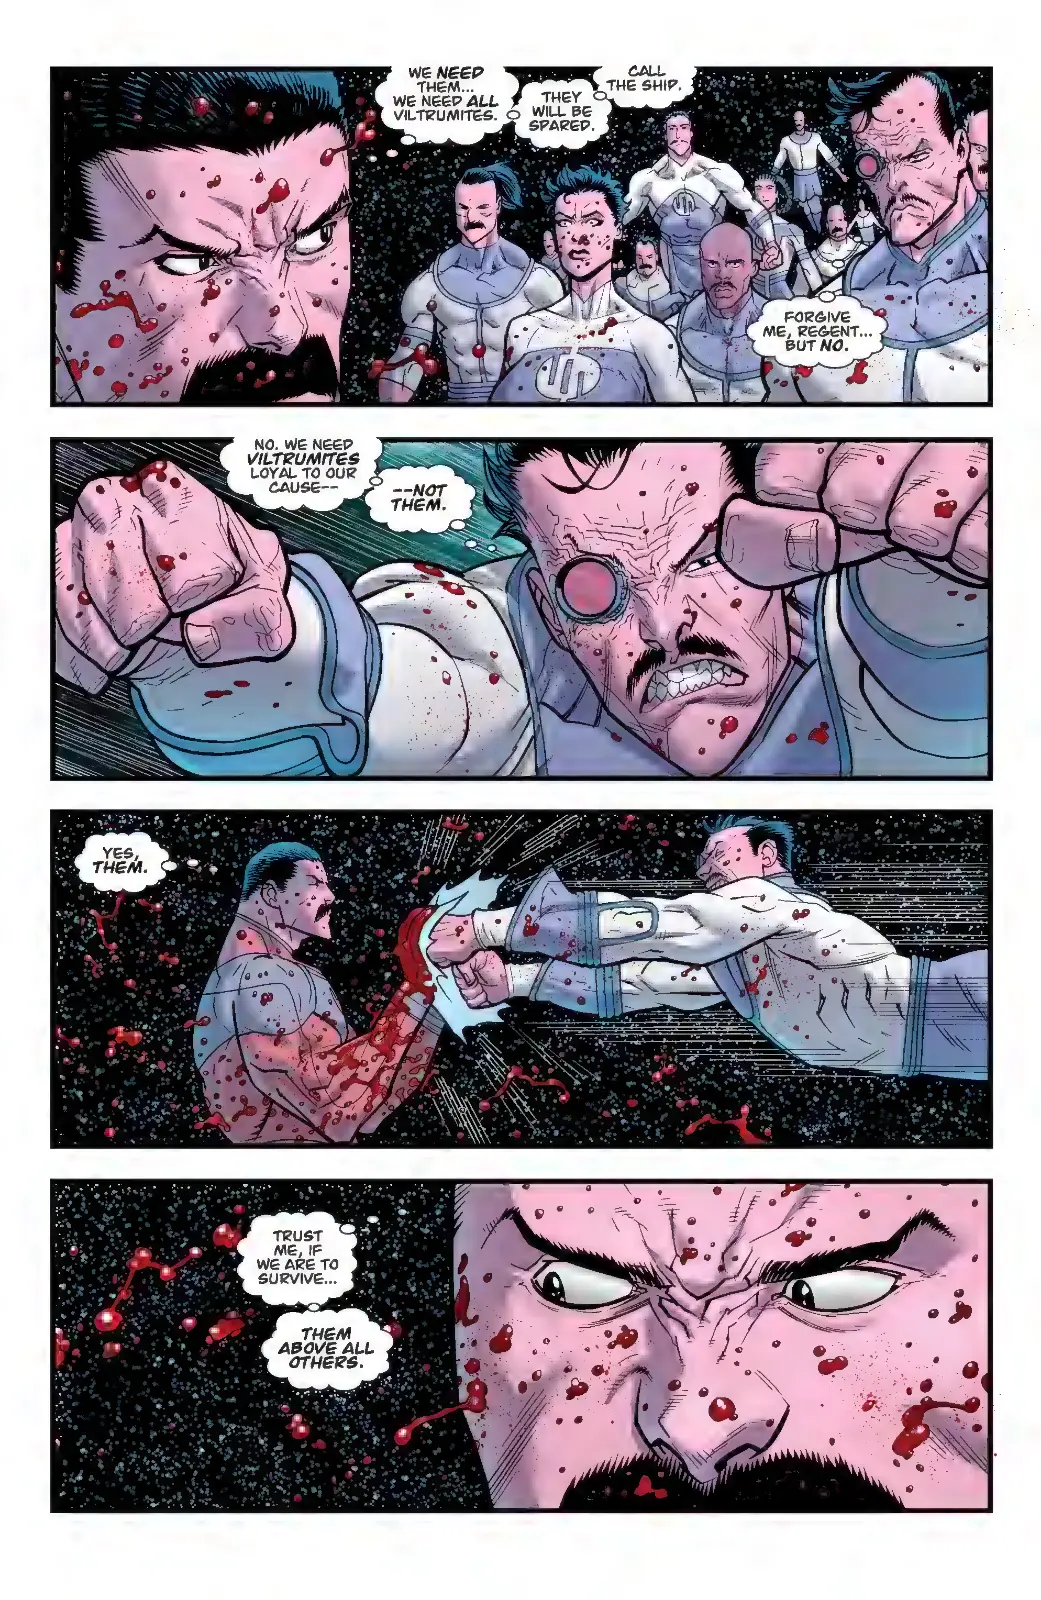 WE NEED
THEM...
WE NEED ALL
VILTRUMITES.
THEY
WILL BE
SPARED.
CALL
THE SHIP.
FORGIVE
ME, REGENT...
BUT NO.
NO. WE NEED
VILTRUMITES
LOYAL TO OUR
CAUSE--
--NOT
THEM.
YES,
THEM.
TRUST
ME, IF
WE ARE TO
SURVIVE...
THEM
ABOVE ALL
OTHERS.